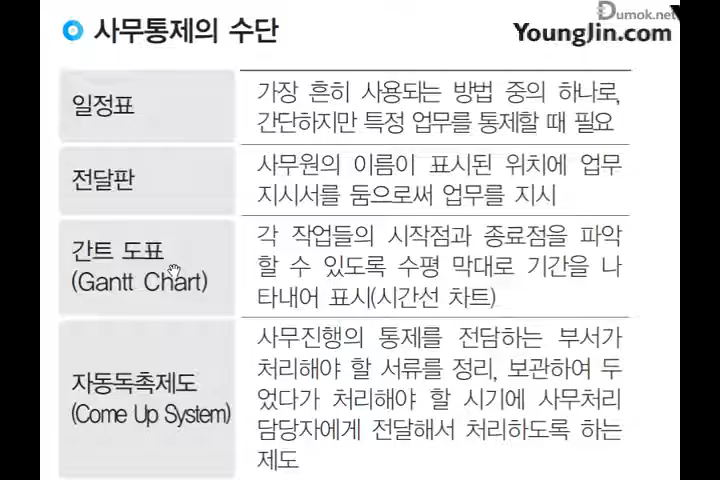 Dumok.net
사무통제의 수단
YoungJin.com
일정표
가장 흔히 사용되는 방법 중의 하나로,
간단하지만 특정 업무를 통제할 때 필요
전달판
사무원의 이름이 표시된 위치에 업무
지시서를 둠으로써 업무를 지시
간트 도표
(Gantt Chart)
각 작업들의 시작점과 종료점을 파악
할 수 있도록 수평 막대로 기간을 나
타내어 표시(시간선 차트)
자동독촉제도
(Come Up System)
사무진행의 통제를 전담하는 부서가
처리해야 할 서류를 정리, 보관하여 두
었다가 처리해야 할 시기에 사무처리
담당자에게 전달해서 처리하도록 하는
제도